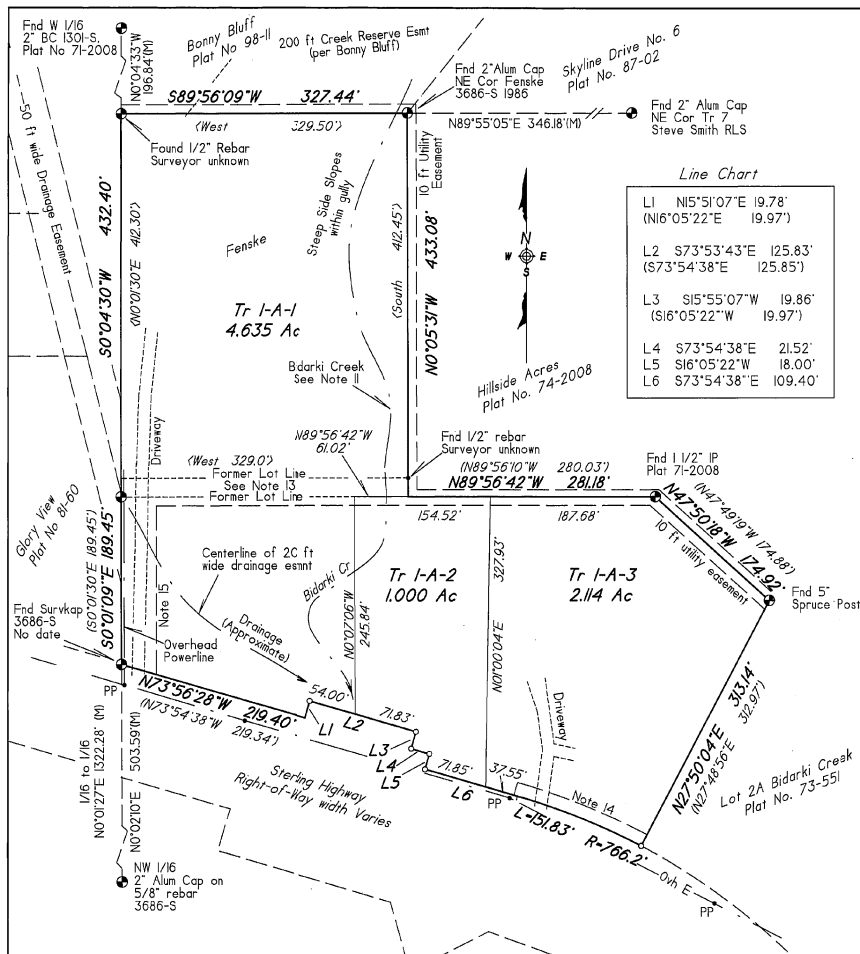 Fnd W 1/16
2" BC 1301-S.
Plat No 71-2008
N0°04'33"W
196.84'(M)
Bonny Bluff
Plat No 98-11
200 ft Creek Reserve Esmt
(per Bonny Bluff)
Skyline Drive No. 6
Plat No. 87-02
Fnd 2"Alum Cap
NE Cor Fenske
3686-S 1986
S89°56'09"W 327.44'
(West 329.50')
N89°55'05"E 346.18'(M)
Fnd 2" Alum Cap
NE Cor Tr 7
Steve Smith RLS
Found 1/2" Rebar
Surveyor unknown
50 ft wide Drainage Easement
S0°04'30"W 432.40'
(N0°01'30"E 412.30')
Fenske
Steep Side Slopes
within gully
10 ft Utility
Easement
(South 412.45')
N0°05'31"W 433.08'
N
W E
S
Line Chart
L1 N15°51'07"E 19.78'
(N16°05'22"E 19.97')
L2 S73°53'43"E 125.83'
(S73°54'38"E 125.85')
L3 S15°55'07"W 19.86'
(S16°05'22"W 19.97')
L4 S73°54'38"E 21.52'
L5 S16°05'22"W 18.00'
L6 S73°54'38"E 109.40'
Tr 1-A-1
4.635 Ac
Bdarki Creek
See Note 11
Hillside Acres
Plat No. 74-2008
Driveway
N89°56'42"W
61.02'
Fnd 1/2" rebar
Surveyor unknown
(West 329.0')
Former Lot Line
See Note 13
Former Lot Line
(N89°56'10"W 280.03')
N89°56'42"W 281.18'
Fnd 1 1/2" IP
Plat 71-2008
154.52'
187.68'
N47°50'18"W 174.92'
(N47°49'19"W 174.88')
10 ft utility easement
Fnd 5"
Spruce Post
Glory View
Plat No 81-60
S0°01'09"E 189.45'
(S0°01'30"E 189.45')
Centerline of 2C ft
wide drainage esmnt
Note 15,
Bidarki Cr
Tr 1-A-2
1.000 Ac
N0°07'06"W
245.84'
327.93'
N01°00'04"E
Tr 1-A-3
2.114 Ac
Fnd Survkap
3686-S
No date
Overhead
Powerline
Drainage
(Approximate)
PP
N73°56'28"W 219.40'
(N73°54'38"W 219.34')
54.00'
L1
L2
71.83'
L3
L4
L5
71.85'
L6
37.55'
PP
Driveway
Note 14
L=151.83' R=766.2'
N27°50'04"E 313.14'
(N27°48'56"E 312.97')
Lot 2A Bidarki Creek
Plat No. 73-551
Sterling Highway
Right-of-Way width Varies
Ovh E
PP
1/16 to 1/16
N0°01'27"E 1322.28' (M)
N0°02'10"E 503.59'(M)
NW 1/16
2" Alum Cap on
5/8" rebar
3686-S